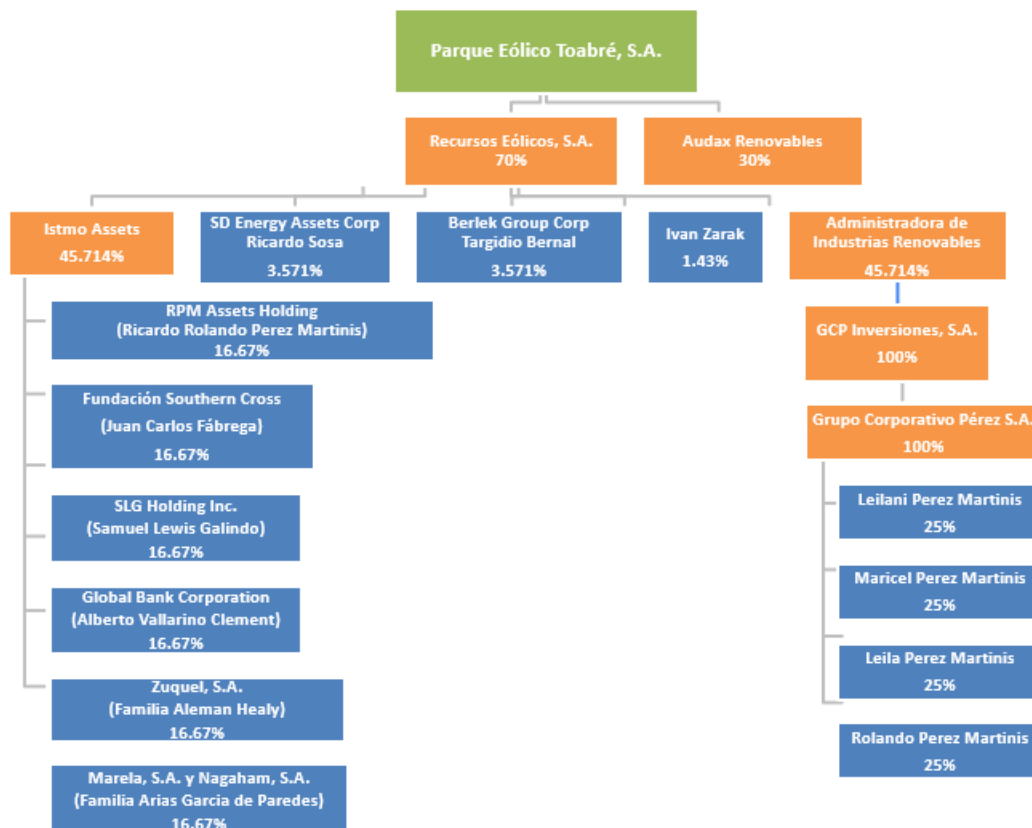 Parque Eólico Toabré, S.A.
Recursos Eólicos, S.A.
70%
Audax Renovables
30%
Istmo Assets
45.714%
SD Energy Assets Corp
Ricardo Sosa
3.571%
Berlek Group Corp
Targidio Bernal
3.571%
Ivan Zarak
1.43%
Administradora de
Industrias Renovables
45.714%
RPM Assets Holding
(Ricardo Rolando Perez Martinis)
16.67%
Fundación Southern Cross
(Juan Carlos Fábrega)
16.67%
SLG Holding Inc.
(Samuel Lewis Galindo)
16.67%
Global Bank Corporation
(Alberto Vallarino Clement)
16.67%
Zuquel, S.A.
(Familia Aleman Healy)
16.67%
Marela, S.A. y Nagaham, S.A.
(Familia Arias Garcia de Paredes)
16.67%
GCP Inversiones, S.A.
100%
Grupo Corporativo Pérez S.A.
100%
Leilani Perez Martinis
25%
Maricel Perez Martinis
25%
Leila Perez Martinis
25%
Rolando Perez Martinis
25%